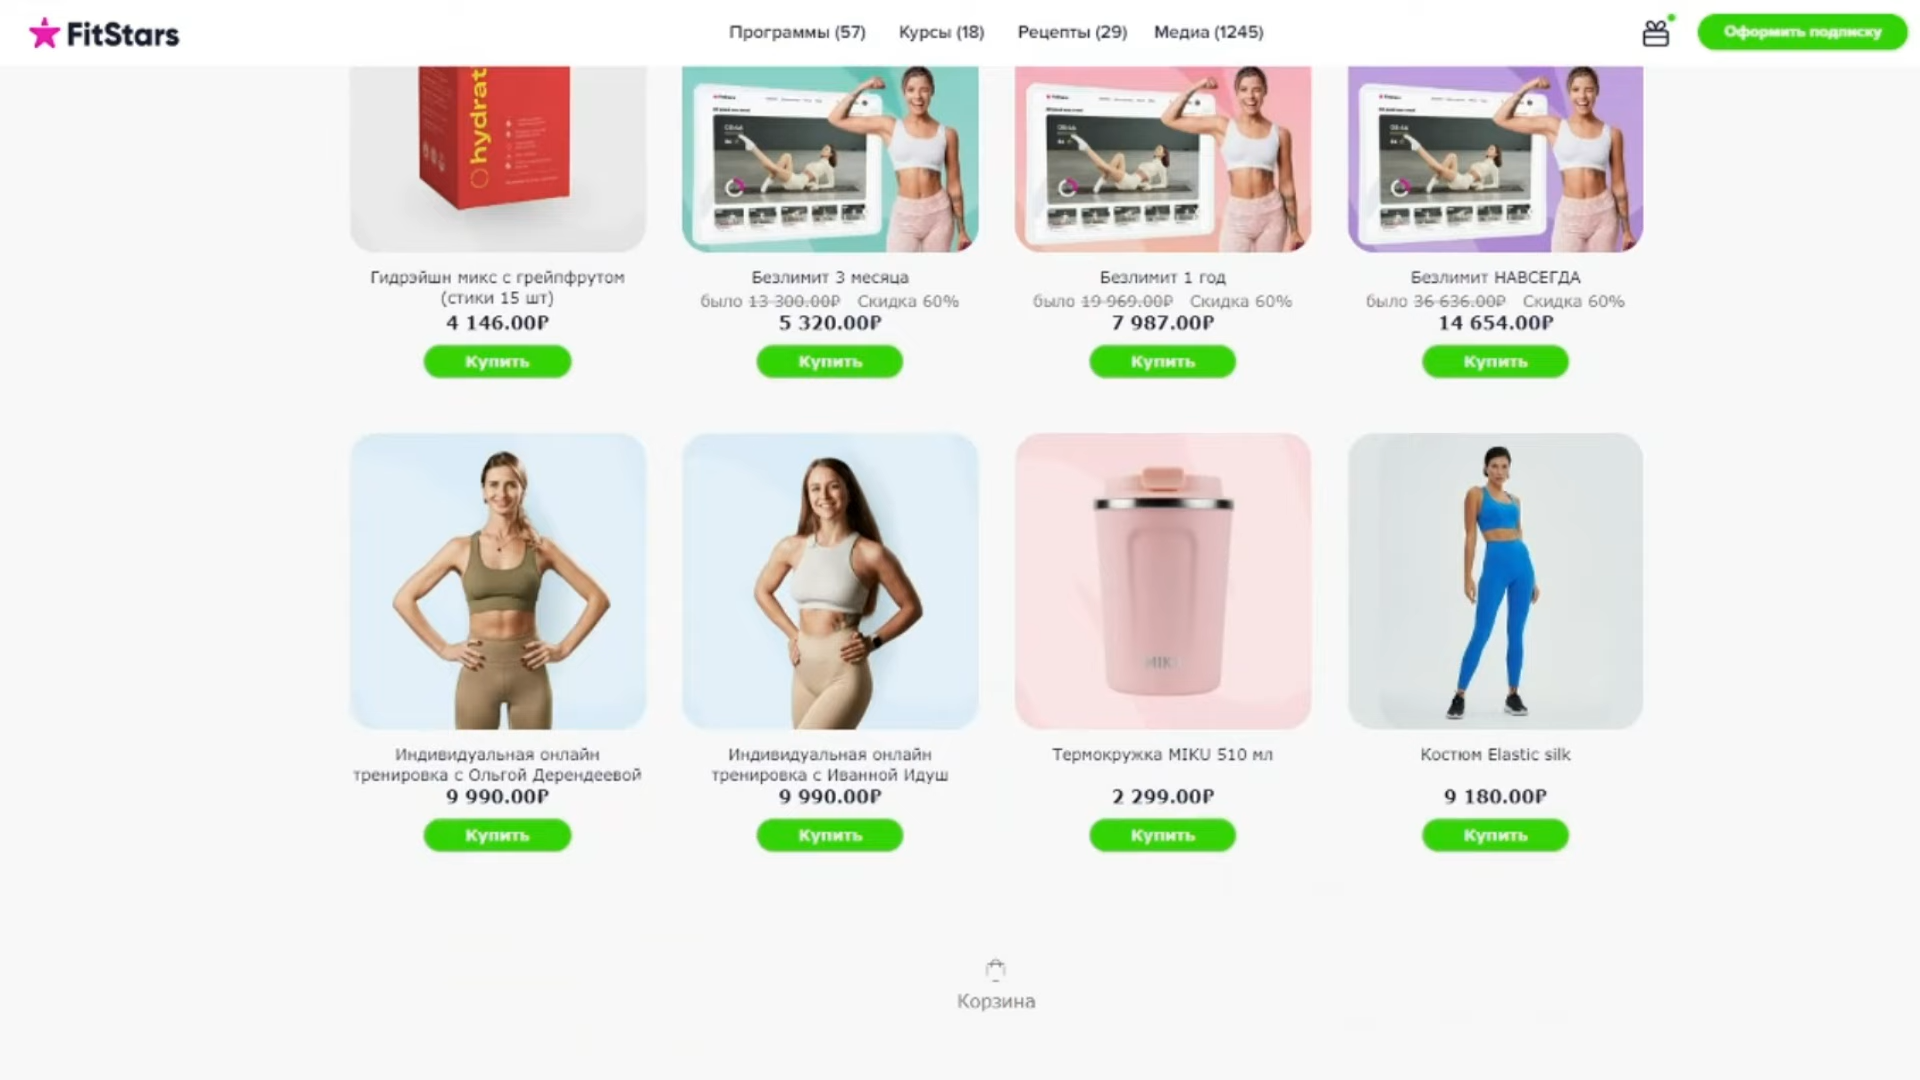 FitStars
Программы (57) Курсы (18) Рецепты (29) Медиа (1245)
Оформить подписку
hydrat
Гидрэйшн микс с грейпфрутом
(стики 15 шт)
4 146.00₽
Купить
Безлимит 3 месяца
было 13 300.00₽ Скидка 60%
5 320.00₽
Купить
Безлимит 1 год
было 19 969.00₽ Скидка 60%
7 987.00₽
Купить
Безлимит НАВСЕГДА
было 36 636.00₽ Скидка 60%
14 654.00₽
Купить
Индивидуальная онлайн
тренировка с Ольгой Дерендеевой
9 990.00₽
Купить
Индивидуальная онлайн
тренировка с Иванной Идуш
9 990.00₽
Купить
MIKU
Термокружка MIKU 510 мл
2 299.00₽
Купить
Костюм Elastic silk
9 180.00₽
Купить
Корзина